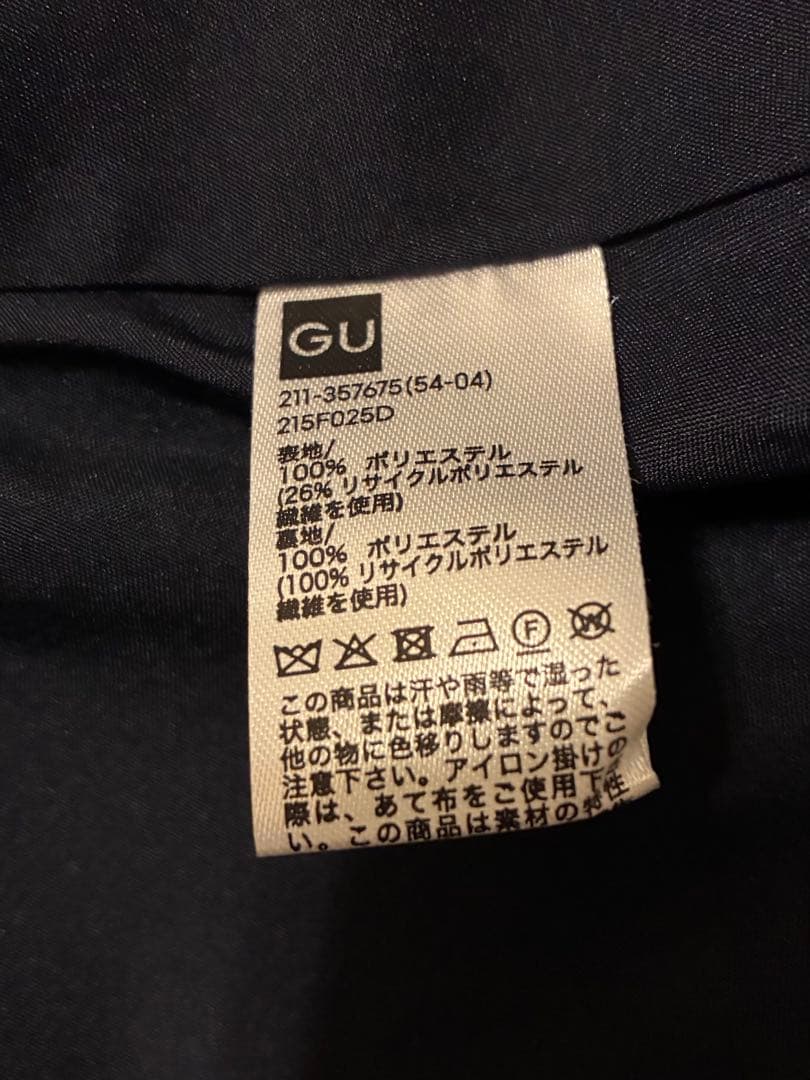 GU
211-357675(54-04)
215F025D
表地/
100% ポリエステル
(26% リサイクルポリエステル
繊維を使用)
裏地/
100% ポリエステル
(100% リサイクルポリエステル
繊維を使用)
F
W
この商品は汗や雨等で湿った
状態、または摩擦によって、
他の物に色移りしますのでご
注意下さい。アイロン掛けの
際は、あて布をご使用下さ
い。この商品は素材の特性